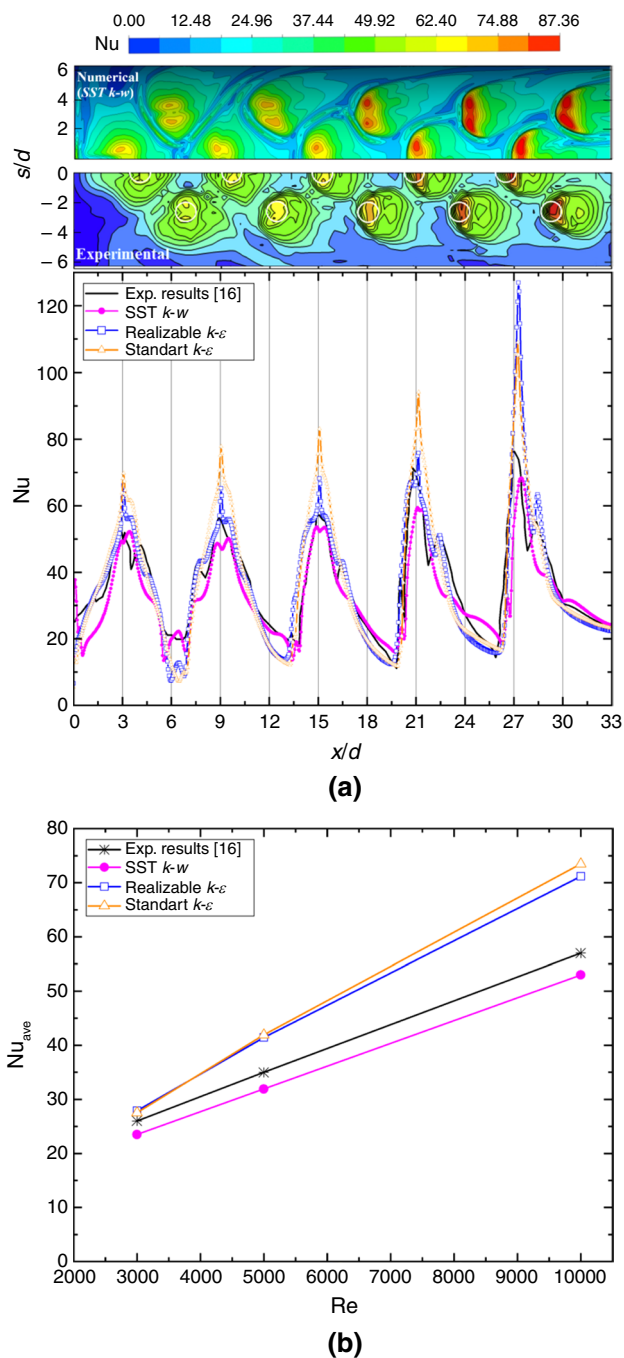 0.00 12.48 24.96 37.44 49.92 62.40 74.88 87.36
Nu
6
4
2
0
Numerical
(SST k-w)
s/d
0
−2
−4
−6
Experimental
Nu
120
100
80
60
40
20
0
Exp. results [16]
SST k-w
Realizable k-ε
Standart k-ε
0 3 6 9 12 15 18 21 24 27 30 33
x/d
(a)
80
70
60
50
40
30
20
10
0
Nuave
Exp. results [16]
SST k-w
Realizable k-ε
Standart k-ε
2000 3000 4000 5000 6000 7000 8000 9000 10000
Re
(b)